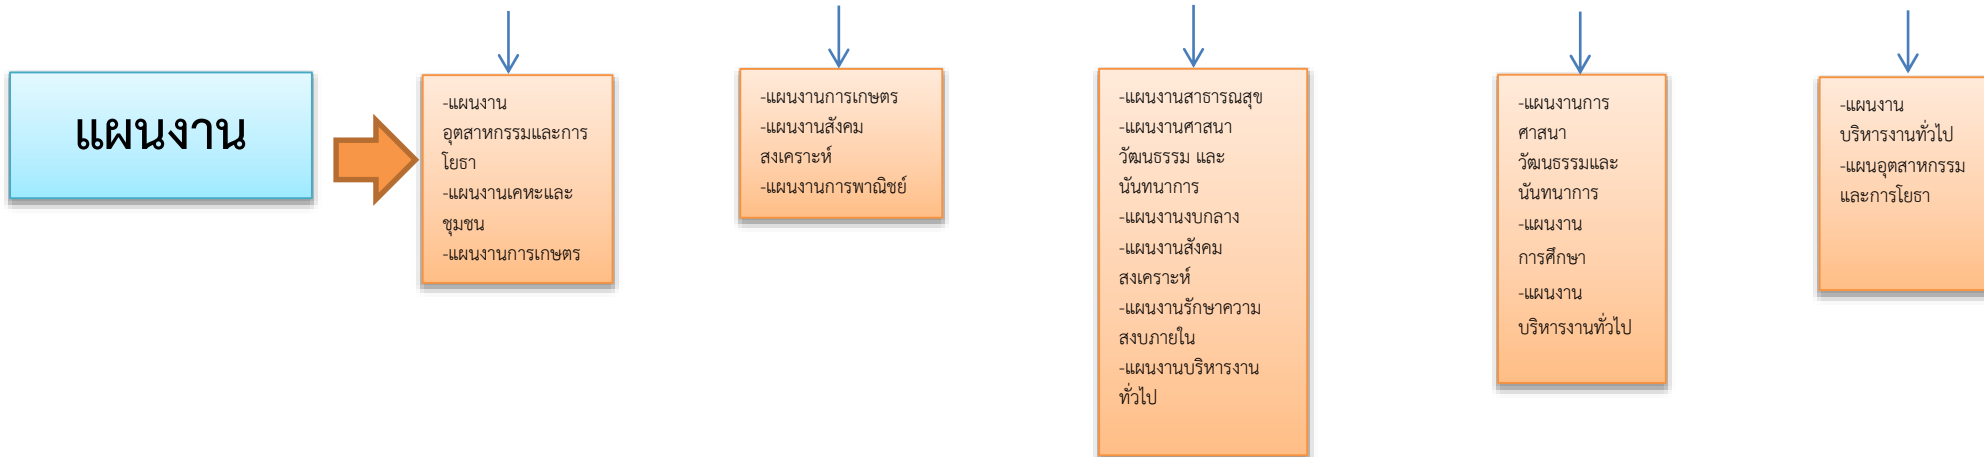 แผนงาน
-แผนงาน
อุตสาหกรรมและการ
โยธา
-แผนงานเคหะและ
ชุมชน
-แผนงานการเกษตร
-แผนงานการเกษตร
-แผนงานสังคม
สงเคราะห์
-แผนงานการพาณิชย์
-แผนงานสาธารณสุข
-แผนงานศาสนา
วัฒนธรรม และ
นันทนาการ
-แผนงานงบกลาง
-แผนงานสังคม
สงเคราะห์
-แผนงานรักษาความ
สงบภายใน
-แผนงานบริหารงาน
ทั่วไป
-แผนงานการ
ศาสนา
วัฒนธรรมและ
นันทนาการ
-แผนงาน
การศึกษา
-แผนงาน
บริหารงานทั่วไป
-แผนงาน
บริหารงานทั่วไป
-แผนอุตสาหกรรม
และการโยธา